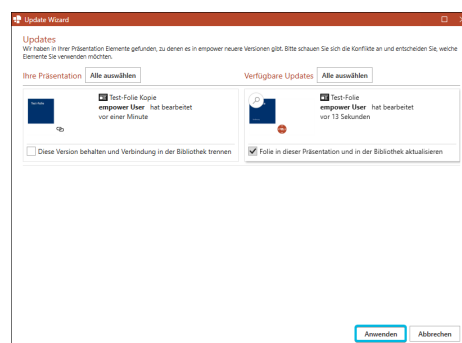 Update Wizard
Updates
Wir haben in Ihrer Präsentation Elemente gefunden, zu denen es in empower neuere Versionen gibt. Bitte schauen Sie sich die Konflikte an und entscheiden Sie, welche
Elemente Sie verwenden möchten.
Ihre Präsentation Alle auswählen
Verfügbare Updates Alle auswählen
Test-Folie Kopie
empower User hat bearbeitet
vor einer Minute
Diese Version behalten und Verbindung in der Bibliothek trennen
Test-Folie
empower User hat bearbeitet
vor 13 Sekunden
Folie in dieser Präsentation und in der Bibliothek aktualisieren
Anwenden Abbrechen